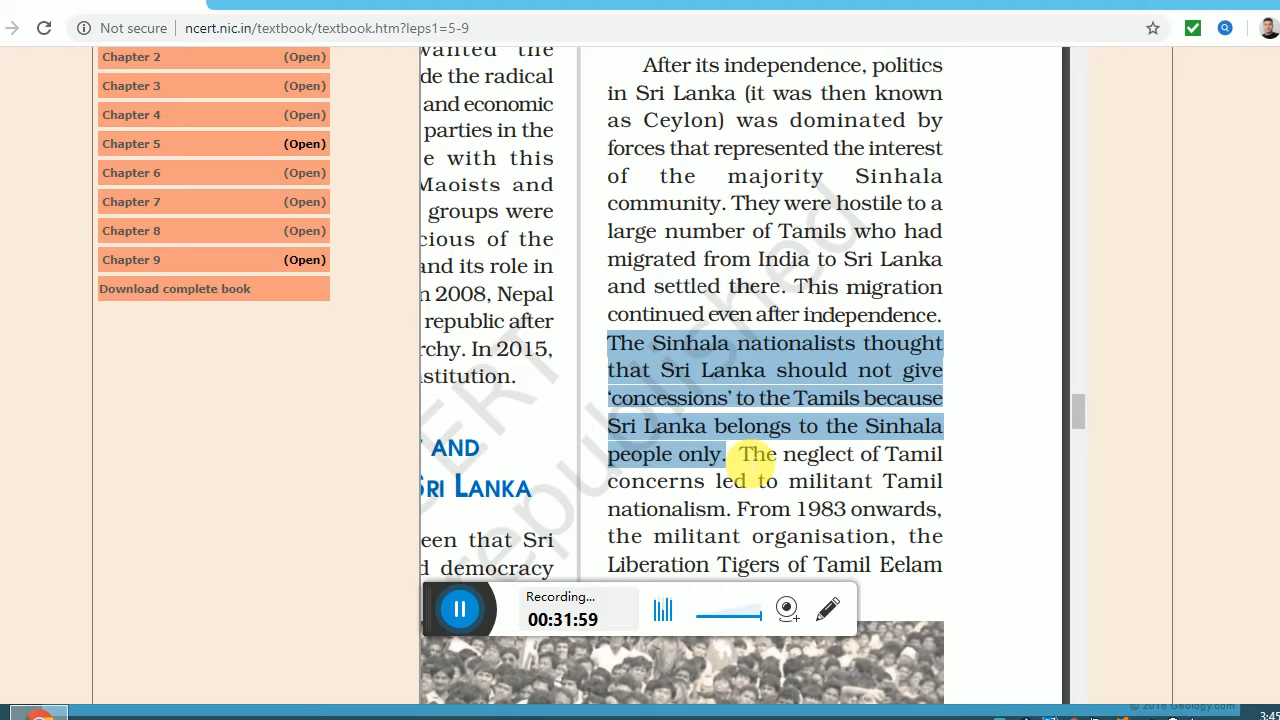 Not secure
ncert.nic.in/textbook/textbook.htm?leps1=5-9
Chapter 2 (Open)
Chapter 3 (Open)
Chapter 4 (Open)
Chapter 5 (Open)
Chapter 6 (Open)
Chapter 7 (Open)
Chapter 8 (Open)
Chapter 9 (Open)
Download complete book
wanted the
de the radical
and economic
parties in the
e with this
Maoists and
groups were
cious of the
and its role in
n 2008, Nepal
republic after
rchy. In 2015,
stitution.
AND
SRI LANKA
een that Sri
d democracy
After its independence, politics
in Sri Lanka (it was then known
as Ceylon) was dominated by
forces that represented the interest
of the majority Sinhala
community. They were hostile to a
large number of Tamils who had
migrated from India to Sri Lanka
and settled there. This migration
continued even after independence.
The Sinhala nationalists thought
that Sri Lanka should not give
‘concessions’ to the Tamils because
Sri Lanka belongs to the Sinhala
people only. The neglect of Tamil
concerns led to militant Tamil
nationalism. From 1983 onwards,
the militant organisation, the
Liberation Tigers of Tamil Eelam
NCERT
republished
Recording...
00:31:59
© 2018 Geology.com
3:45